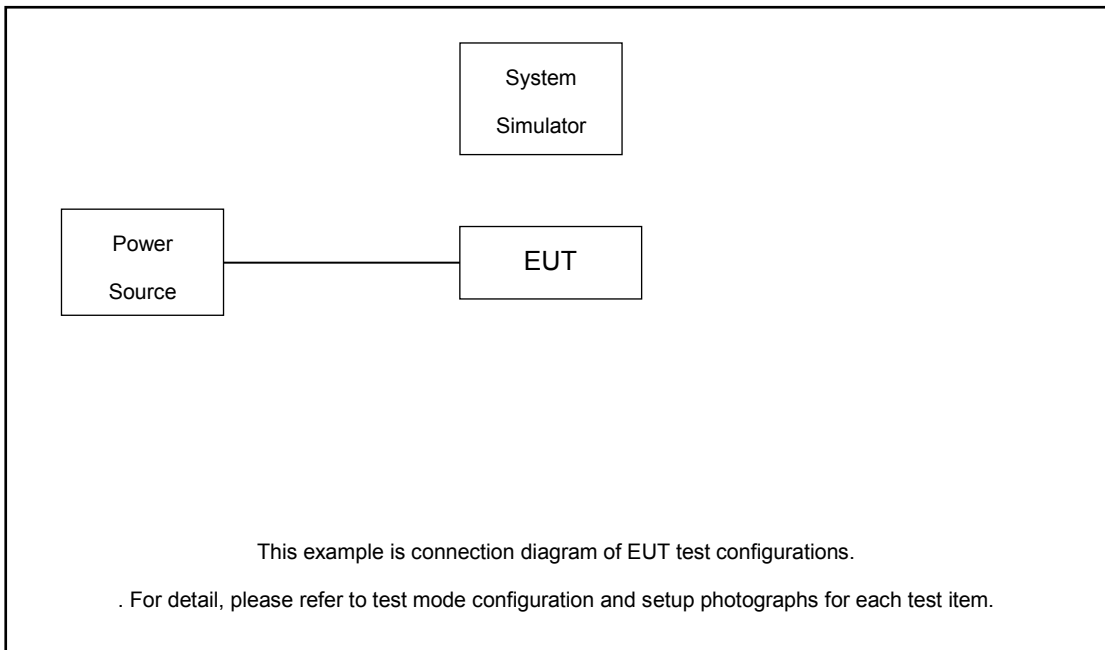 System
Simulator
Power
Source
EUT
This example is connection diagram of EUT test configurations.
. For detail, please refer to test mode configuration and setup photographs for each test item.